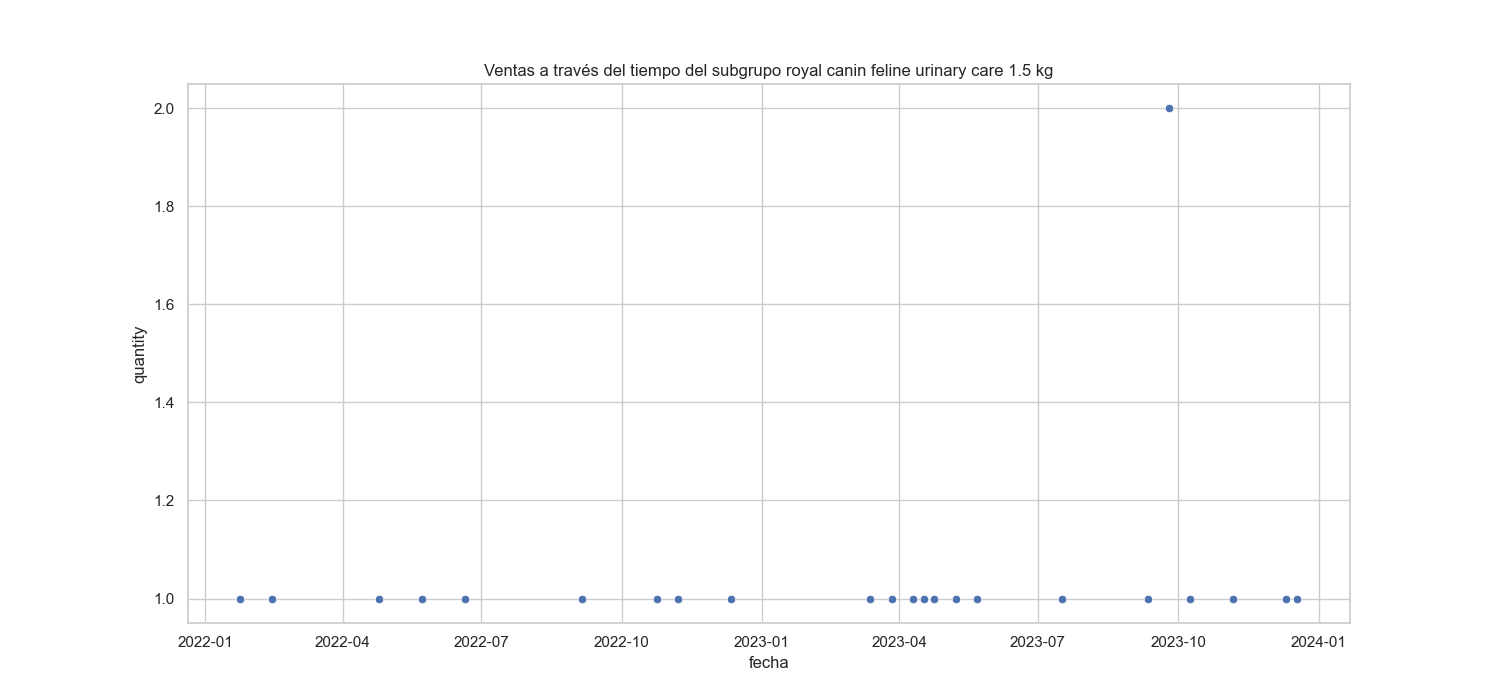 Ventas a través del tiempo del subgrupo royal canin feline urinary care 1.5 kg
2.0
1.8
1.6
1.4
1.2
1.0
quantity
2022-01 2022-04 2022-07 2022-10 2023-01 2023-04 2023-07 2023-10 2024-01
fecha